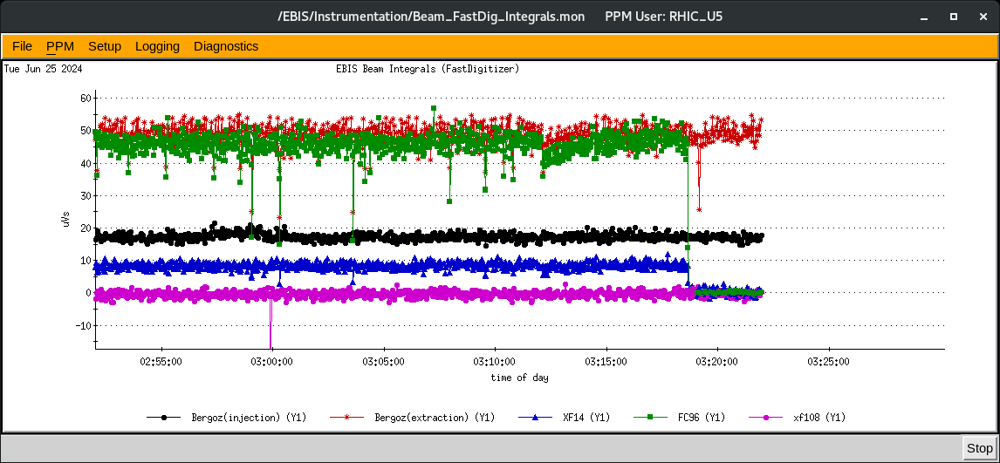 /EBIS/Instrumentation/Beam_FastDig_Integrals.mon PPM User: RHIC_U5
File PPM Setup Logging Diagnostics
Tue Jun 25 2024 EBIS Beam Integrals (FastDigitizer)
60
50
40
30
20
10
0
-10
uVs
02:55:00 03:00:00 03:05:00 03:10:00 03:15:00 03:20:00 03:25:00
time of day
Bergoz(injection) (Y1) Bergoz(extraction) (Y1) XF14 (Y1) FC96 (Y1) xf108 (Y1)
Stop